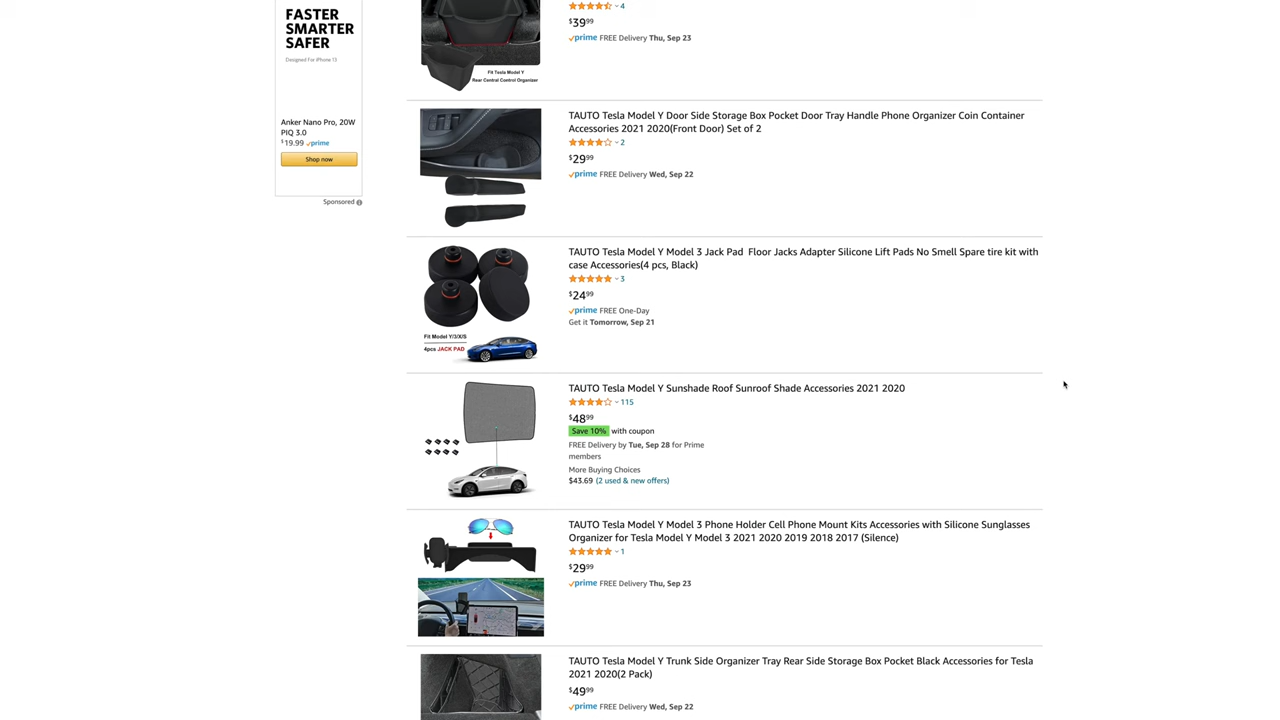 FASTER
SMARTER
SAFER
Designed For iPhone 13
Anker Nano Pro, 20W
PIQ 3.0
$19.99 prime
Shop now
Sponsored
4
$39.99
prime FREE Delivery Thu, Sep 23
Fit Tesla Model Y
Rear Central Control Organizer
TAUTO Tesla Model Y Door Side Storage Box Pocket Door Tray Handle Phone Organizer Coin Container
Accessories 2021 2020(Front Door) Set of 2
2
$29.99
prime FREE Delivery Wed, Sep 22
TAUTO Tesla Model Y Model 3 Jack Pad Floor Jacks Adapter Silicone Lift Pads No Smell Spare tire kit with
case Accessories(4 pcs, Black)
3
$24.99
prime FREE One-Day
Get it Tomorrow, Sep 21
Fit Model Y/3/X/S
4pcs JACK PAD
TAUTO Tesla Model Y Sunshade Roof Sunroof Shade Accessories 2021 2020
115
$48.99
Save 10% with coupon
FREE Delivery by Tue, Sep 28 for Prime
members
More Buying Choices
$43.69 (2 used & new offers)
TAUTO Tesla Model Y Model 3 Phone Holder Cell Phone Mount Kits Accessories with Silicone Sunglasses
Organizer for Tesla Model Y Model 3 2021 2020 2019 2018 2017 (Silence)
1
$29.99
prime FREE Delivery Thu, Sep 23
TAUTO Tesla Model Y Trunk Side Organizer Tray Rear Side Storage Box Pocket Black Accessories for Tesla
2021 2020(2 Pack)
$49.99
prime FREE Delivery Wed, Sep 22